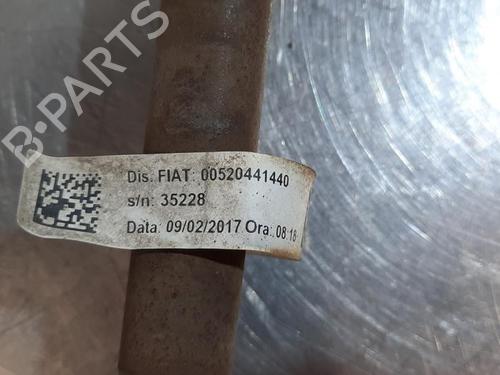 B-PARTS
Dis. FIAT: 00520441440
s/n: 35228
Data: 09/02/2017 Ora: 08:18